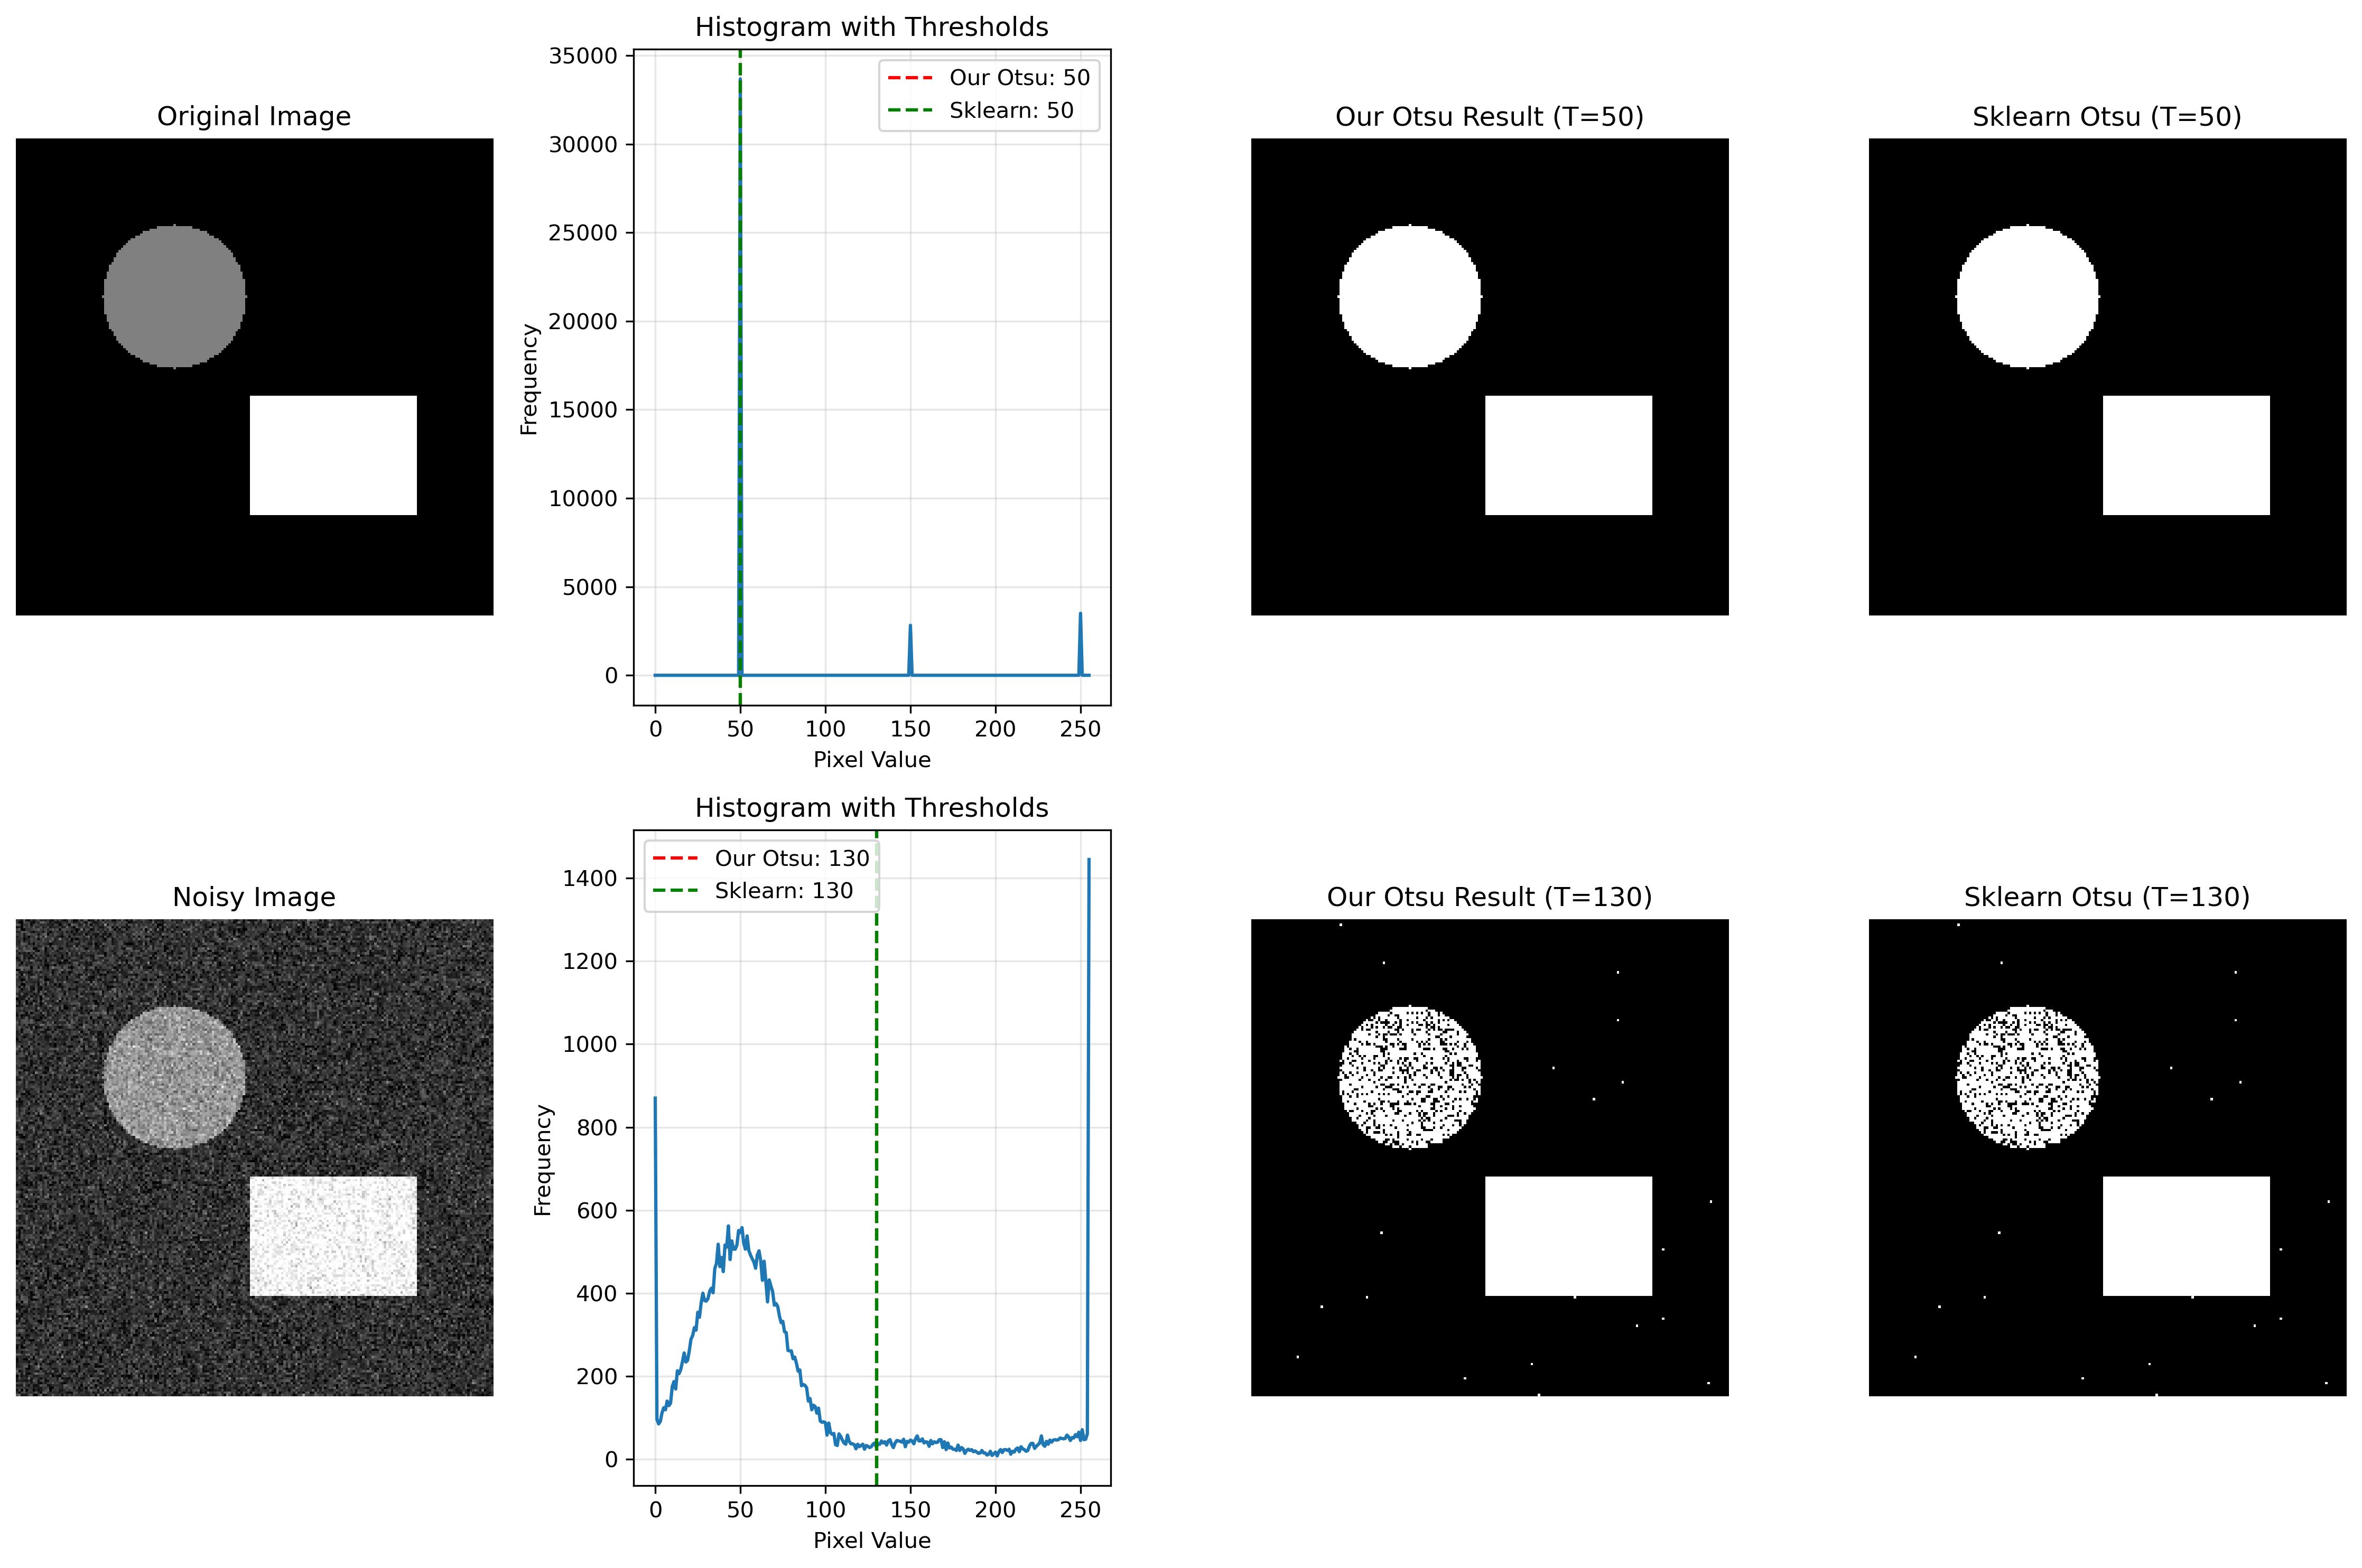 Original Image
Histogram with Thresholds
35000
30000
25000
20000
15000
10000
5000
0
Frequency
0 50 100 150 200 250
Pixel Value
Our Otsu: 50
Sklearn: 50
Our Otsu Result (T=50)
Sklearn Otsu (T=50)
Noisy Image
Histogram with Thresholds
1400
1200
1000
800
600
400
200
0
Frequency
0 50 100 150 200 250
Pixel Value
Our Otsu: 130
Sklearn: 130
Our Otsu Result (T=130)
Sklearn Otsu (T=130)